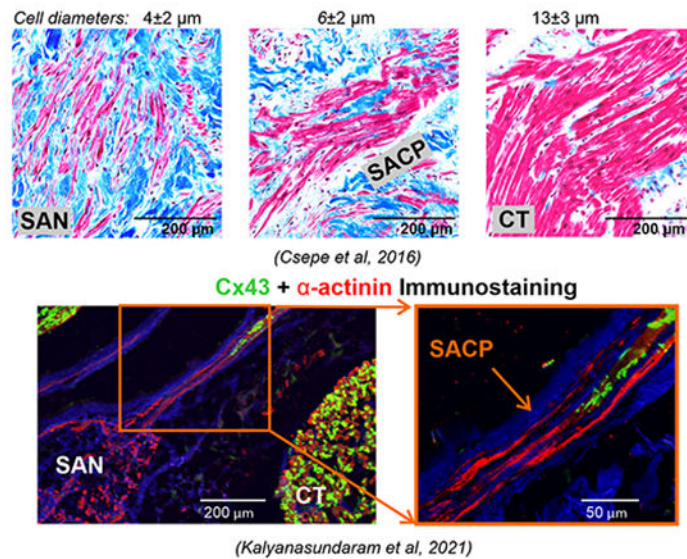 Cell diameters: 4±2 µm 6±2 µm 13±3 µm
SAN
200 µm
SACP
200 µm
CT
200 µm
(Csepe et al, 2016)
Cx43 + α-actinin Immunostaining
SAN
200 µm
CT
SACP
50 µm
(Kalyanasundaram et al, 2021)